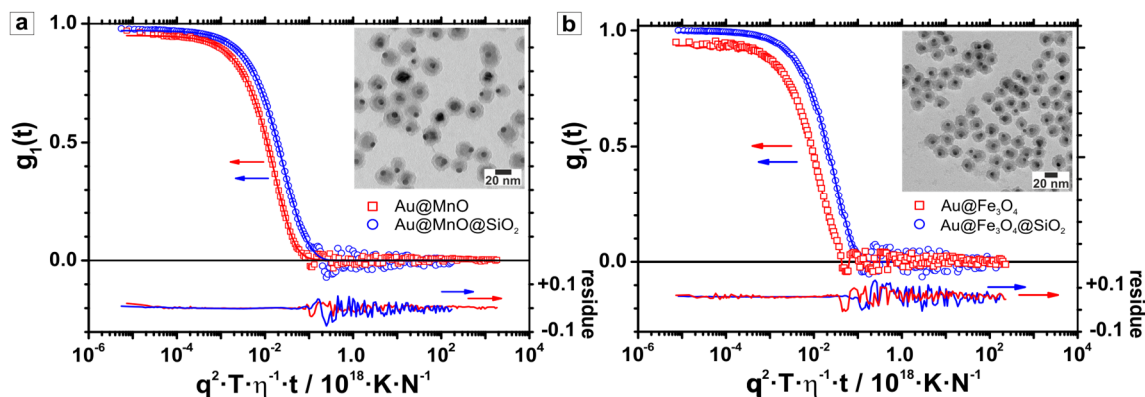 a
1.0
0.5
0.0
g₁(t)
20 nm
Au@MnO
Au@MnO@SiO₂
+0.1
-0.1
residue
10⁻⁶ 10⁻⁴ 10⁻² 1.0 10² 10⁴
q²·T·η⁻¹·t / 10¹⁸·K·N⁻¹
b
1.0
0.5
0.0
g₁(t)
20 nm
Au@Fe₃O₄
Au@Fe₃O₄@SiO₂
+0.1
-0.1
residue
10⁻⁶ 10⁻⁴ 10⁻² 1.0 10² 10⁴
q²·T·η⁻¹·t / 10¹⁸·K·N⁻¹